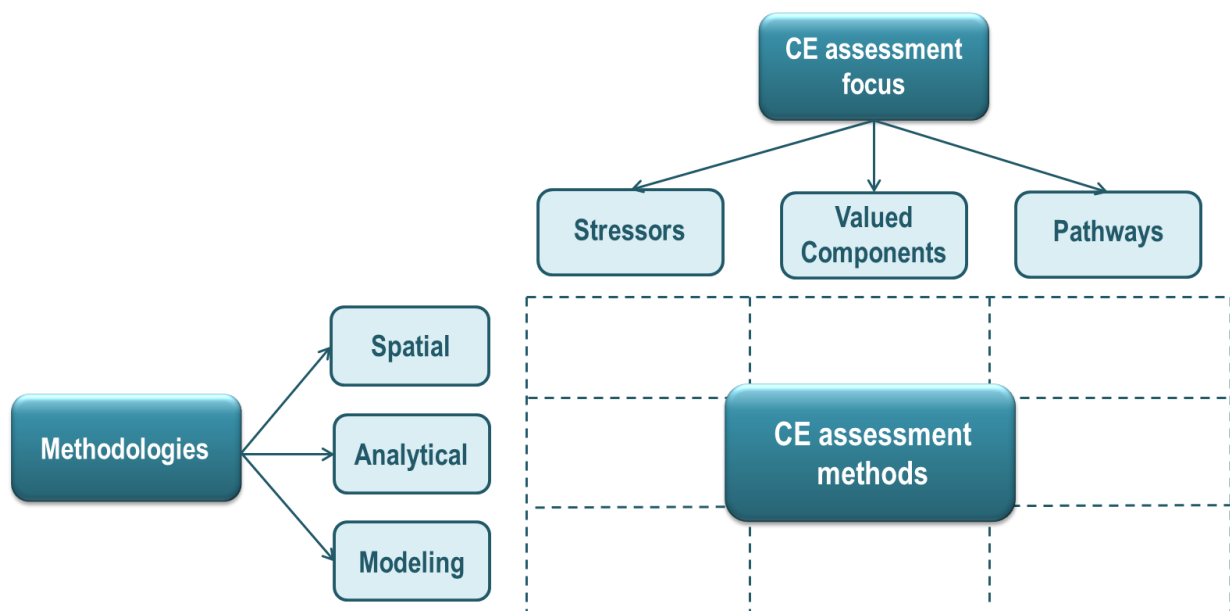 CE assessment
focus
Stressors
Valued
Components
Pathways
Spatial
Methodologies
Analytical
CE assessment
methods
Modeling